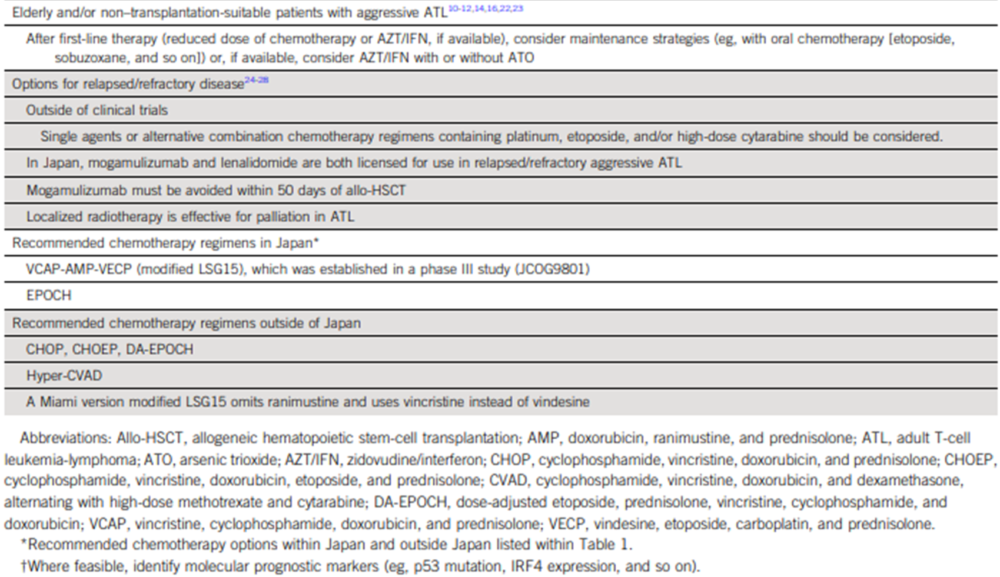 Elderly and/or non–transplantation-suitable patients with aggressive ATL10-12,14,16,22,23
After first-line therapy (reduced dose of chemotherapy or AZT/IFN, if available), consider maintenance strategies (eg, with oral chemotherapy [etoposide,
sobuzoxane, and so on]) or, if available, consider AZT/IFN with or without ATO
Options for relapsed/refractory disease24-28
Outside of clinical trials
Single agents or alternative combination chemotherapy regimens containing platinum, etoposide, and/or high-dose cytarabine should be considered.
In Japan, mogamulizumab and lenalidomide are both licensed for use in relapsed/refractory aggressive ATL
Mogamulizumab must be avoided within 50 days of allo-HSCT
Localized radiotherapy is effective for palliation in ATL
Recommended chemotherapy regimens in Japan*
VCAP-AMP-VECP (modified LSG15), which was established in a phase III study (JCOG9801)
EPOCH
Recommended chemotherapy regimens outside of Japan
CHOP, CHOEP, DA-EPOCH
Hyper-CVAD
A Miami version modified LSG15 omits ranimustine and uses vincristine instead of vindesine
Abbreviations: Allo-HSCT, allogeneic hematopoietic stem-cell transplantation; AMP, doxorubicin, ranimustine, and prednisolone; ATL, adult T-cell
leukemia-lymphoma; ATO, arsenic trioxide; AZT/IFN, zidovudine/interferon; CHOP, cyclophosphamide, vincristine, doxorubicin, and prednisolone; CHOEP,
cyclophosphamide, vincristine, doxorubicin, etoposide, and prednisolone; CVAD, cyclophosphamide, vincristine, doxorubicin, and dexamethasone,
alternating with high-dose methotrexate and cytarabine; DA-EPOCH, dose-adjusted etoposide, prednisolone, vincristine, cyclophosphamide, and
doxorubicin; VCAP, vincristine, cyclophosphamide, doxorubicin, and prednisolone; VECP, vindesine, etoposide, carboplatin, and prednisolone.
*Recommended chemotherapy options within Japan and outside Japan listed within Table 1.
†Where feasible, identify molecular prognostic markers (eg, p53 mutation, IRF4 expression, and so on).